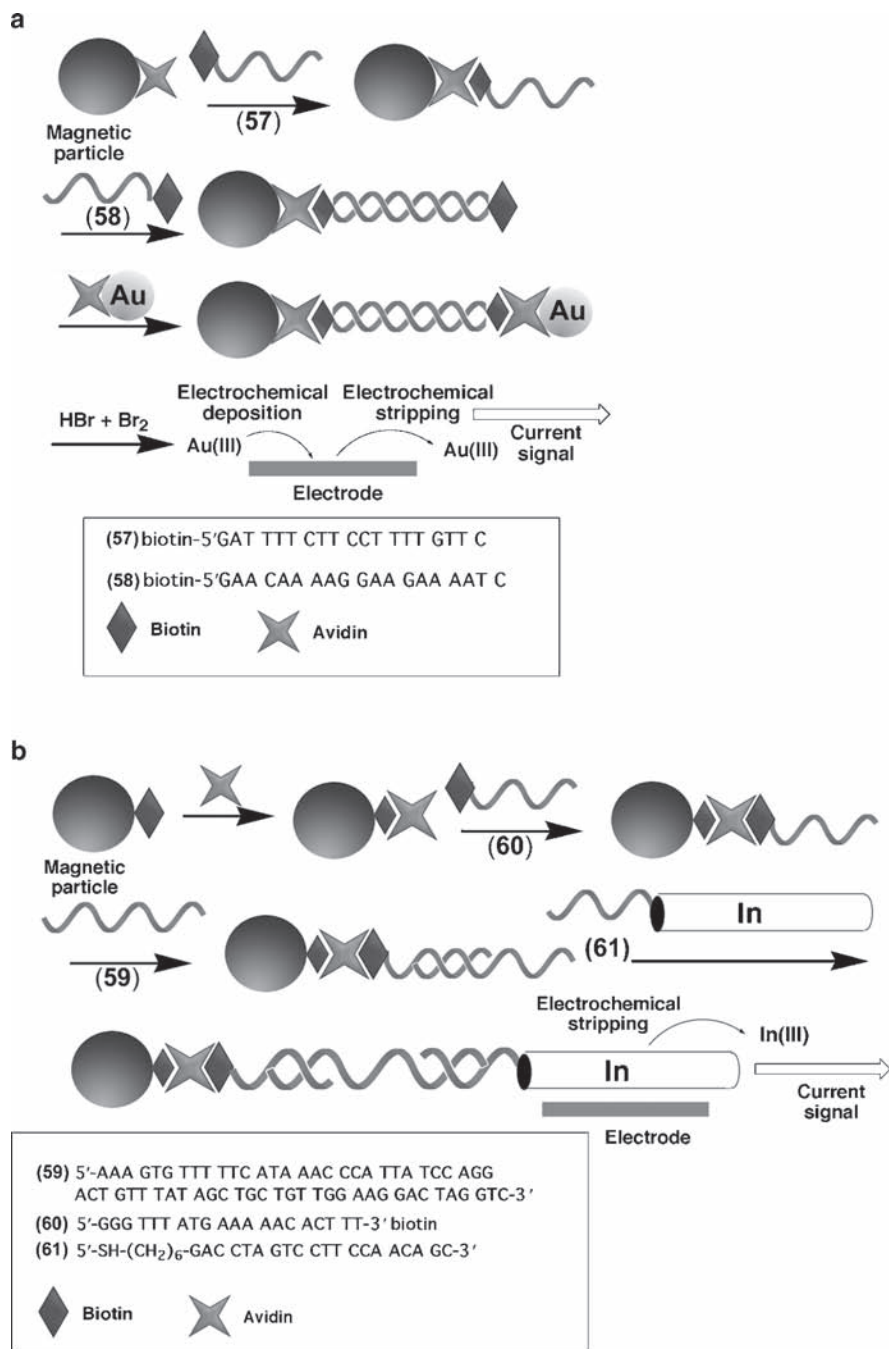 a
(57)
Magnetic
particle
(58)
Au
Au
HBr + Br₂
Electrochemical
deposition
Electrochemical
stripping
Au(III)
Au(III)
Current
signal
Electrode
(57) biotin-5'GAT TTT CTT CCT TTT GTT C
(58) biotin-5'GAA CAA AAG GAA GAA AAT C
Biotin
Avidin
b
Magnetic
particle
(60)
(59)
(61)
In
Electrochemical
stripping
In(III)
In
Current
signal
Electrode
(59) 5'-AAA GTG TTT TTC ATA AAC CCA TTA TCC AGG
ACT GTT TAT AGC TGC TGT TGG AAG GAC TAG GTC-3'
(60) 5'-GGG TTT ATG AAA AAC ACT TT-3' biotin
(61) 5'-SH-(CH₂)₆-GAC CTA GTC CTT CCA ACA GC-3'
Biotin
Avidin